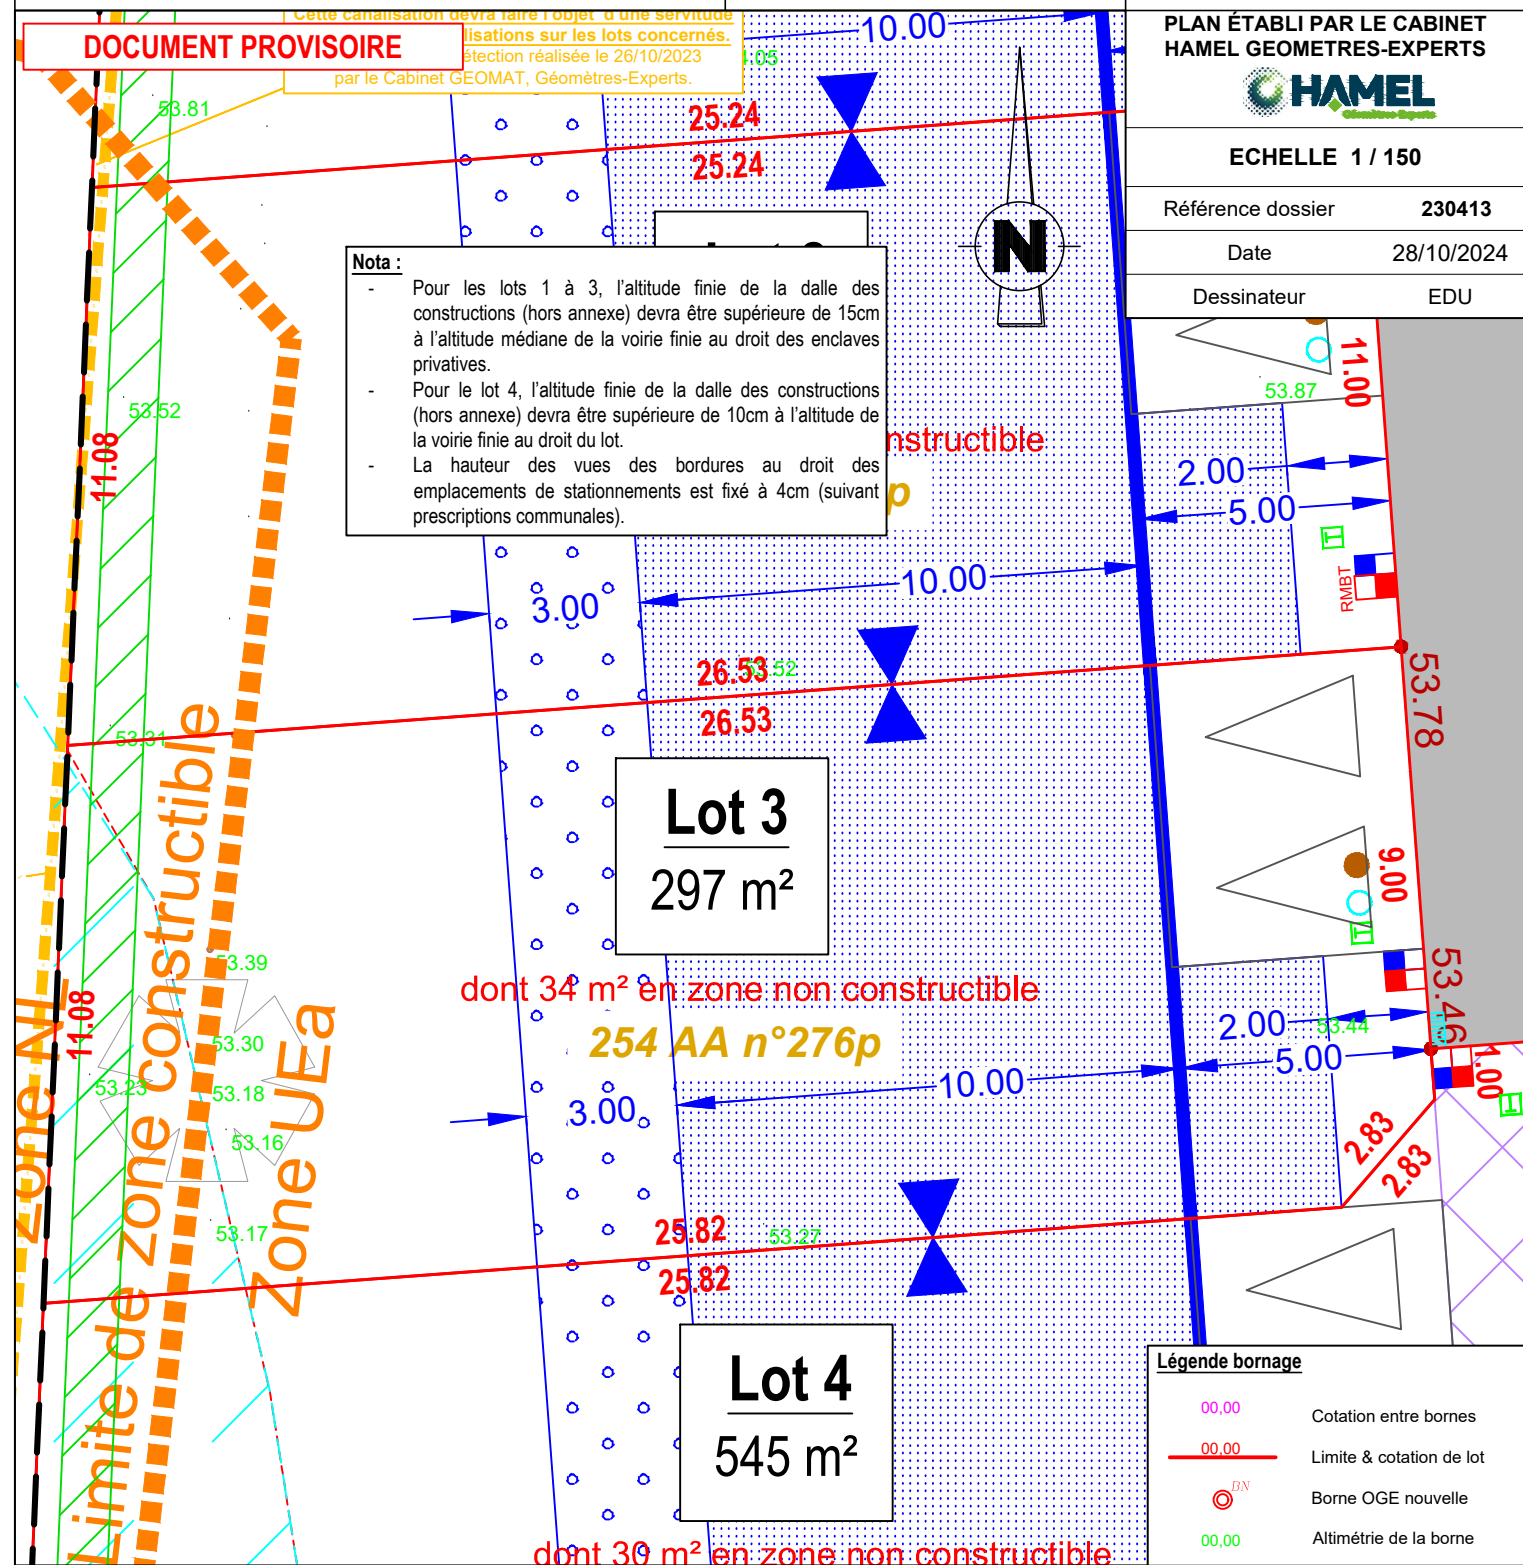 Cette canalisation devra faire l'objet d'une servitude
lisations sur les lots concernés.
étection réalisée le 26/10/2023
par le Cabinet GEOMAT, Géomètres-Experts.
DOCUMENT PROVISOIRE
PLAN ÉTABLI PAR LE CABINET
HAMEL GEOMETRES-EXPERTS
HAMEL
Géomètres-Experts
ECHELLE 1 / 150
Référence dossier 230413
Date 28/10/2024
Dessinateur EDU
10.00
53.81
25.24
25.24
N
Nota :
- Pour les lots 1 à 3, l'altitude finie de la dalle des
constructions (hors annexe) devra être supérieure de 15cm
à l'altitude médiane de la voirie finie au droit des enclaves
privatives.
- Pour le lot 4, l'altitude finie de la dalle des constructions
(hors annexe) devra être supérieure de 10cm à l'altitude de
la voirie finie au droit du lot.
- La hauteur des vues des bordures au droit des
emplacements de stationnements est fixé à 4cm (suivant
prescriptions communales).
nstructible
p
11.00
53.87
53.52
11.08
2.00
5.00
T
RMBT
10.00
3.00
26.53
53.52
26.53
53.78
53.31
Lot 3
297 m²
9.00
T
53.39
dont 34 m² en zone non constructible
254 AA n°276p
11.08
53.30
53.23
53.18
53.16
53.17
Zone NL
Limite de zone constructible
Zone UEa
53.46
2.00
53.44
5.00
1.00
T
10.00
3.00
2.83
2.83
25.82
53.27
25.82
Lot 4
545 m²
dont 30 m² en zone non constructible
Légende bornage
00,00 Cotation entre bornes
00,00 Limite & cotation de lot
BN Borne OGE nouvelle
00,00 Altimétrie de la borne